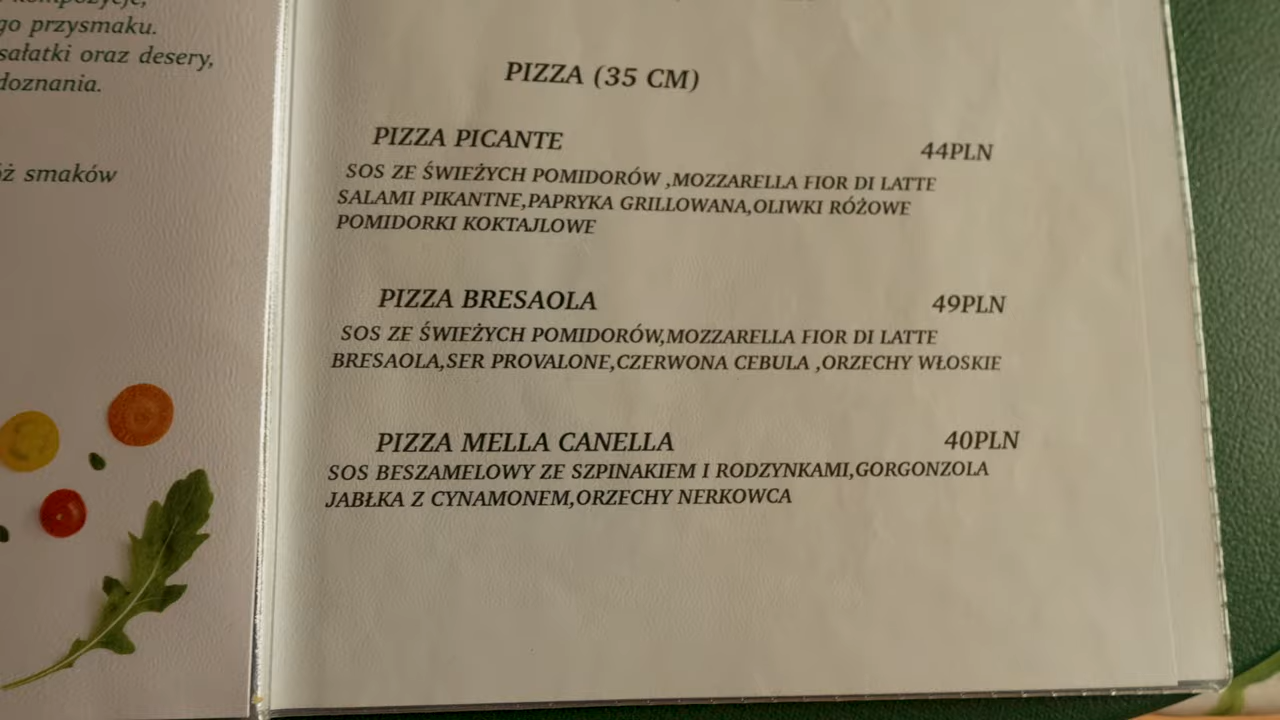 przysmaku.
sałatki oraz desery,
doznania.
smaków
PIZZA (35 CM)
PIZZA PICANTE 44PLN
SOS ZE ŚWIEŻYCH POMIDORÓW ,MOZZARELLA FIOR DI LATTE
SALAMI PIKANTNE,PAPRYKA GRILLOWANA,OLIWKI RÓŻOWE
POMIDORKI KOKTAJLOWE
PIZZA BRESAOLA 49PLN
SOS ZE ŚWIEŻYCH POMIDORÓW,MOZZARELLA FIOR DI LATTE
BRESAOLA,SER PROVALONE,CZERWONA CEBULA ,ORZECHY WŁOSKIE
PIZZA MELLA CANELLA 40PLN
SOS BESZAMELOWY ZE SZPINAKIEM I RODZYNKAMI,GORGONZOLA
JABŁKA Z CYNAMONEM,ORZECHY NERKOWCA